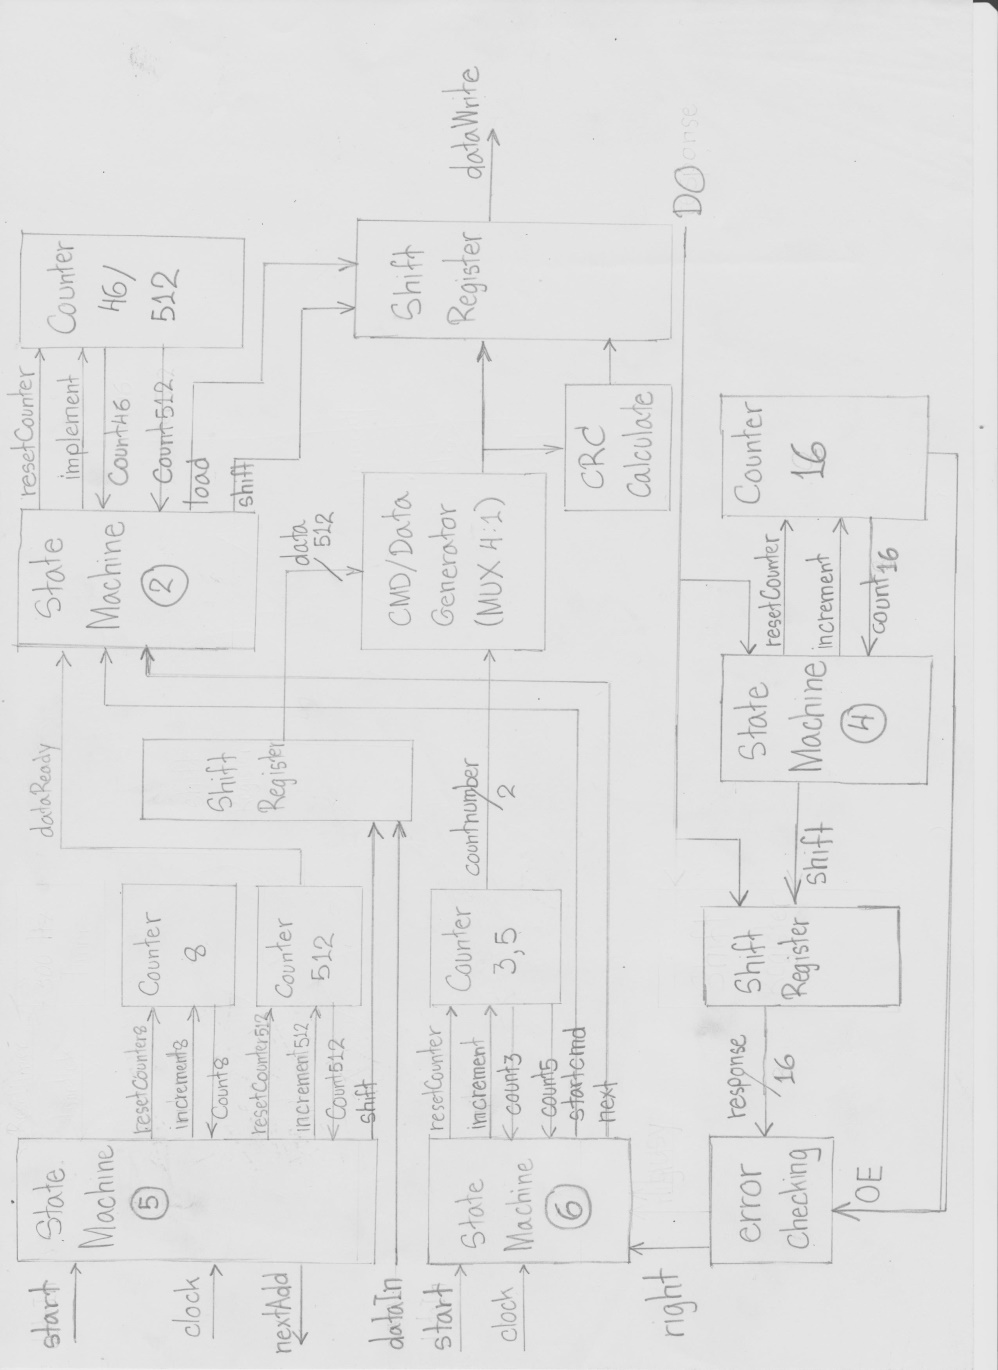 start
clock
nextAdd
dataIn
State
Machine
5
resetCounter8
increment8
Count8
resetCounter512
increment512
Count512
shift
Counter
8
Counter
512
dataReady
Shift
Register
data
512
State
Machine
2
resetCounter
implement
Count46
Count512
load
shift
Counter
46/
512
start
clock
State
Machine
6
resetCounter
increment
count3
count5
startcmd
next
Counter
3,5
countnumber
2
CMD/Data
Generator
(MUX 4:1)
CRC
Calculate
Shift
Register
dataWrite
right
error
checking
OE
response
16
Shift
Register
shift
State
Machine
4
resetCounter
increment
count16
Counter
16
DO